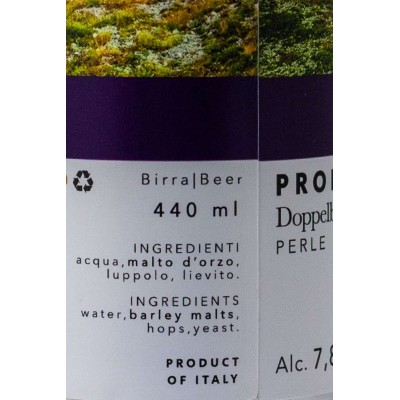 Birra|Beer
440 ml
INGREDIENTI
acqua,malto d'orzo,
luppolo, lievito.
INGREDIENTS
water,barley malts,
hops,yeast.
PRODUCT
OF ITALY
PERLE
Alc.